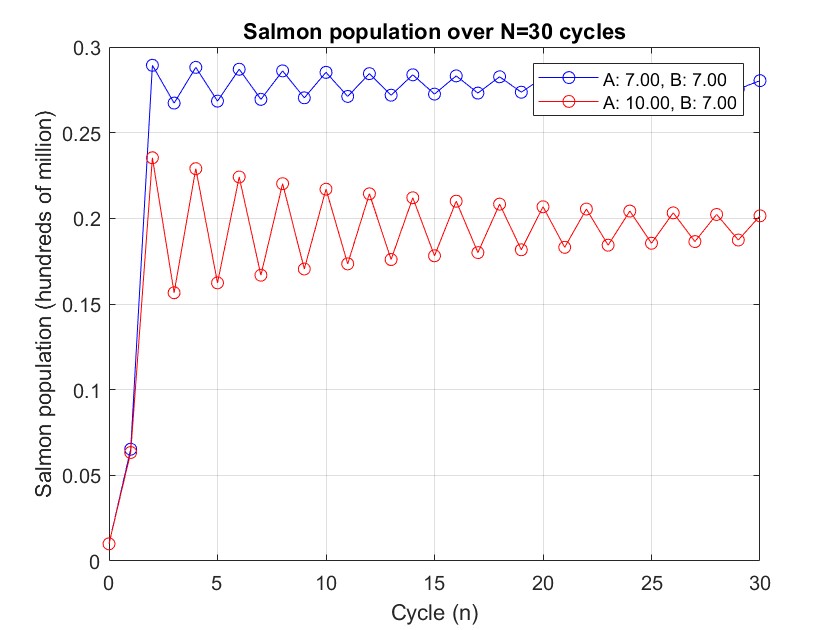 Salmon population over N=30 cycles
Salmon population (hundreds of million)
0.3
0.25
0.2
0.15
0.1
0.05
0
A: 7.00, B: 7.00
A: 10.00, B: 7.00
0 5 10 15 20 25 30
Cycle (n)